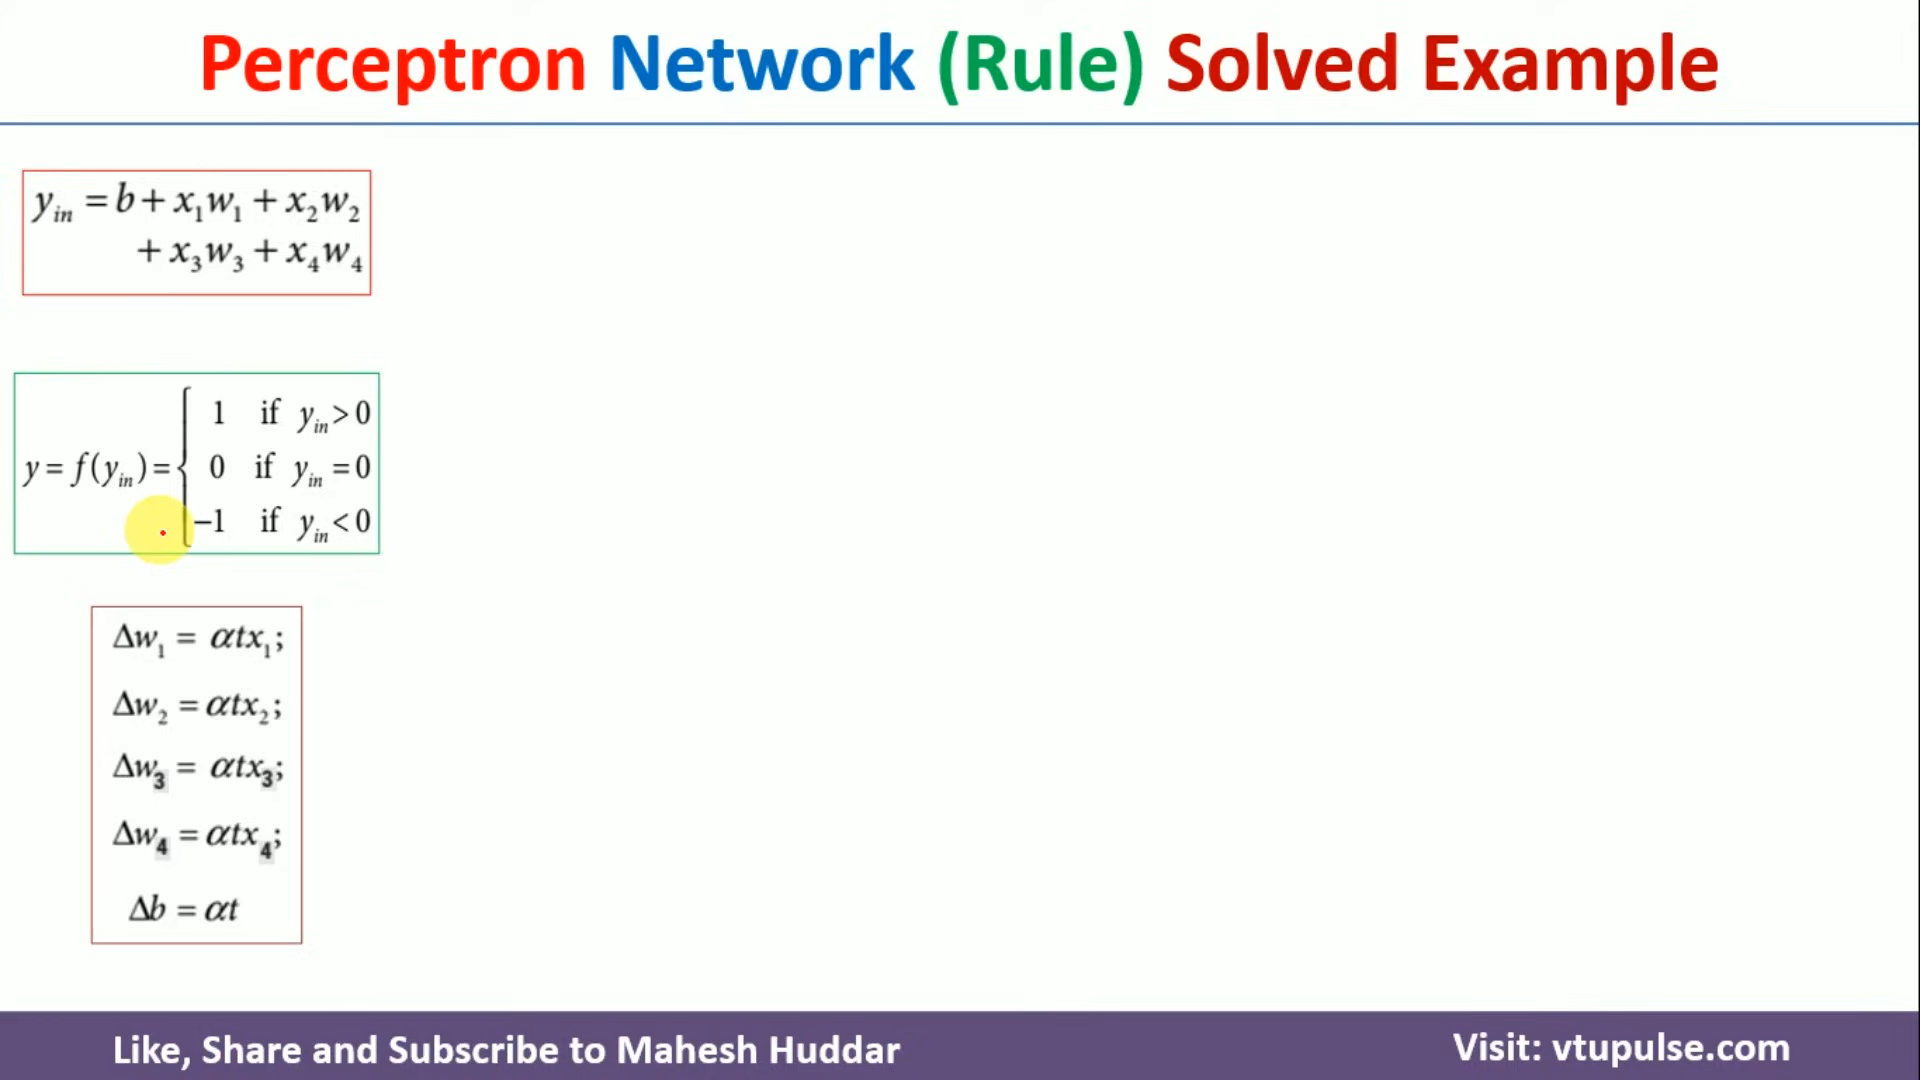 Perceptron Network (Rule) Solved Example
y_in = b + x₁w₁ + x₂w₂
+ x₃w₃ + x₄w₄
1 if y_in > 0
y = f(y_in) = { 0 if y_in = 0
−1 if y_in < 0
Δw₁ = αtx₁;
Δw₂ = αtx₂;
Δw₃ = αtx₃;
Δw₄ = αtx₄;
Δb = αt
Like, Share and Subscribe to Mahesh Huddar
Visit: vtupulse.com